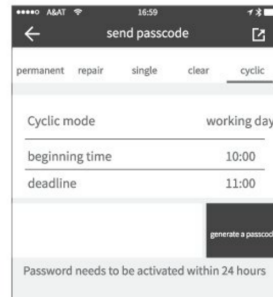 A&AT 16:59
send passcode
permanent repair single clear cyclic
Cyclic mode working day
beginning time 10:00
deadline 11:00
generate a passcod
Password needs to be activated within 24 hours